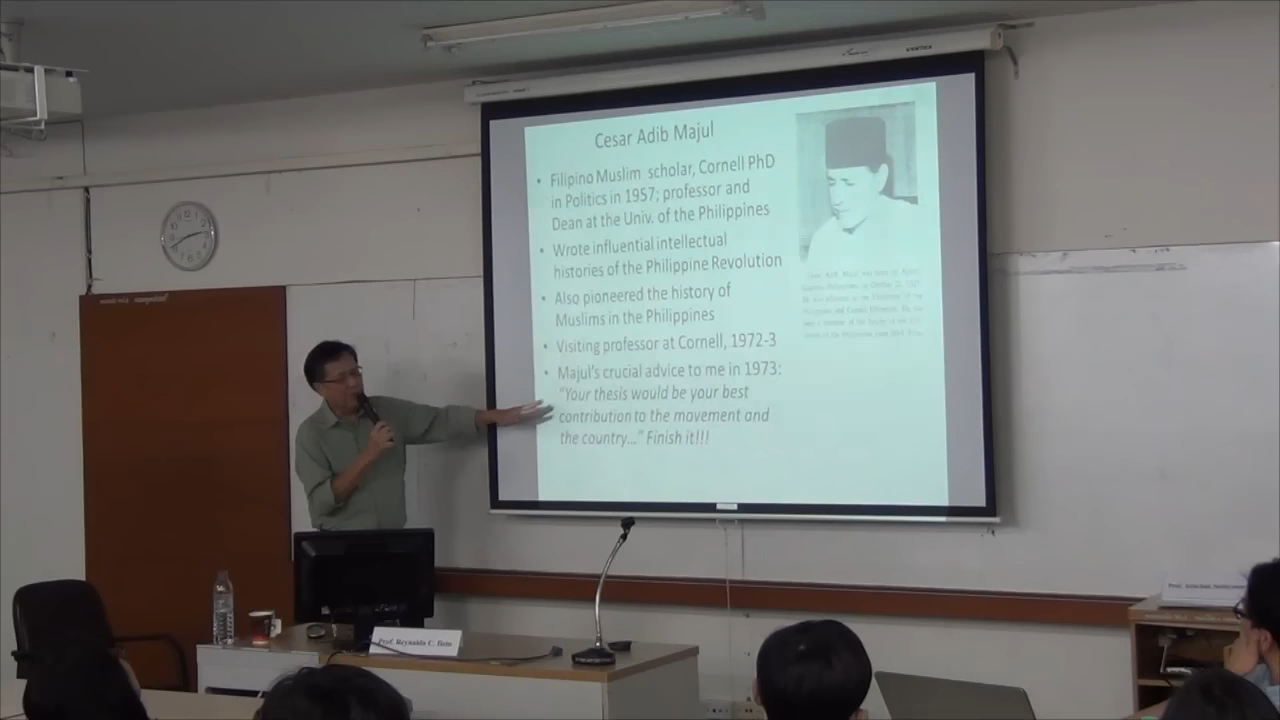 Cesar Adib Majul
• Filipino Muslim scholar, Cornell PhD
in Politics in 1957; professor and
Dean at the Univ. of the Philippines
• Wrote influential intellectual
histories of the Philippine Revolution
• Also pioneered the history of
Muslims in the Philippines
• Visiting professor at Cornell, 1972-3
• Majul's crucial advice to me in 1973:
"Your thesis would be your best
contribution to the movement and
the country…" Finish it!!!
Prof. Reynaldo C. Ileto